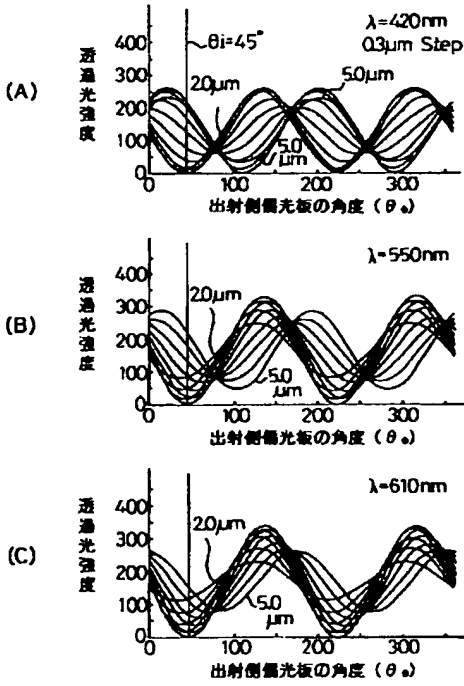 (A)
透過光強度
400
300
200
100
0
θi=45°
λ=420nm
0.3μm Step
2.0μm
5.0μm
5.0
μm
0
100
200
300
出射側偏光板の角度(θo)
(B)
透過光強度
400
300
200
100
0
λ=550nm
2.0μm
5.0
μm
0
100
200
300
出射側偏光板の角度(θo)
(C)
透過光強度
400
300
200
100
0
λ=610nm
2.0μm
5.0
μm
0
100
200
300
出射側偏光板の角度(θo)